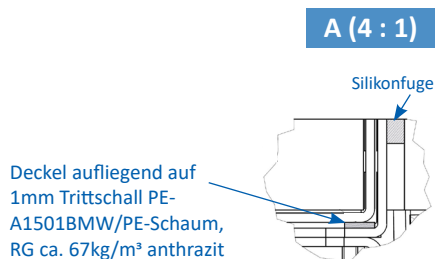 A (4 : 1)
Silikonfuge
Deckel aufliegend auf
1mm Trittschall PE-
A1501BMW/PE-Schaum,
RG ca. 67kg/m³ anthrazit